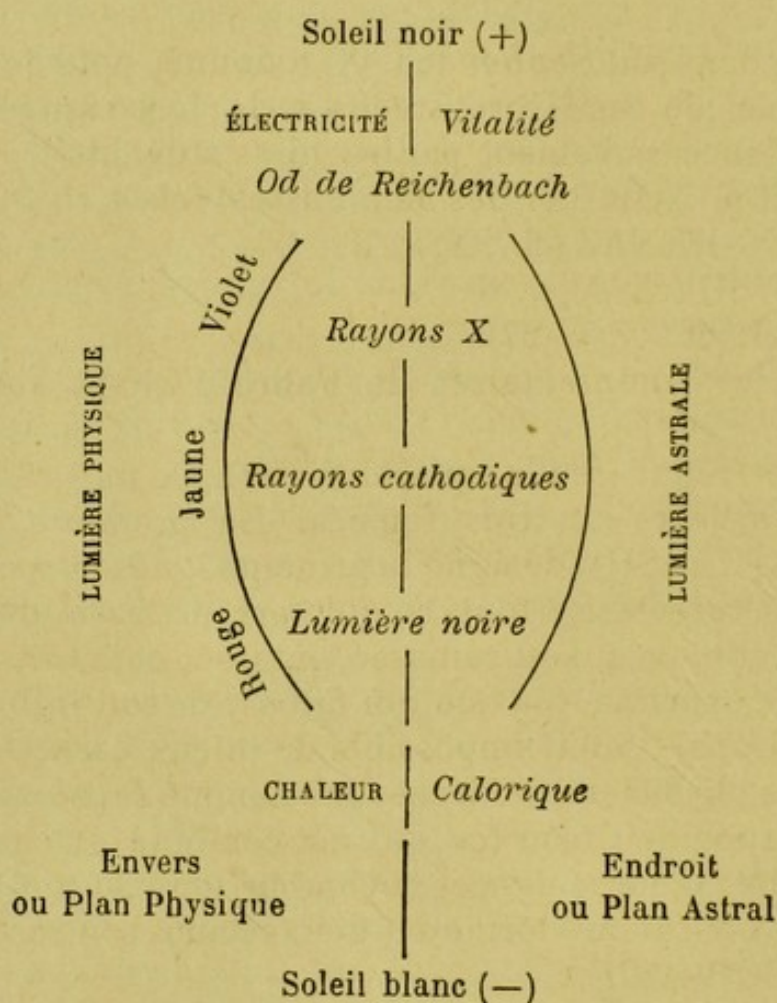 Soleil noir (+)
ÉLECTRICITÉ Vitalité
Od de Reichenbach
Violet
Rayons X
LUMIÈRE PHYSIQUE
Jaune
Rayons cathodiques
LUMIÈRE ASTRALE
Lumière noire
Rouge
CHALEUR Calorique
Envers
ou Plan Physique
Endroit
ou Plan Astral
Soleil blanc (—)